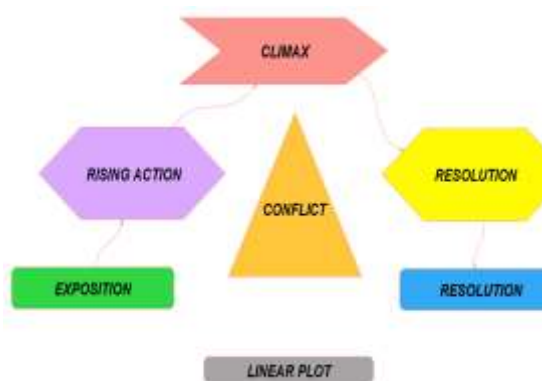 CLIMAX
RISING ACTION
RESOLUTION
CONFLICT
EXPOSITION
RESOLUTION
LINEAR PLOT